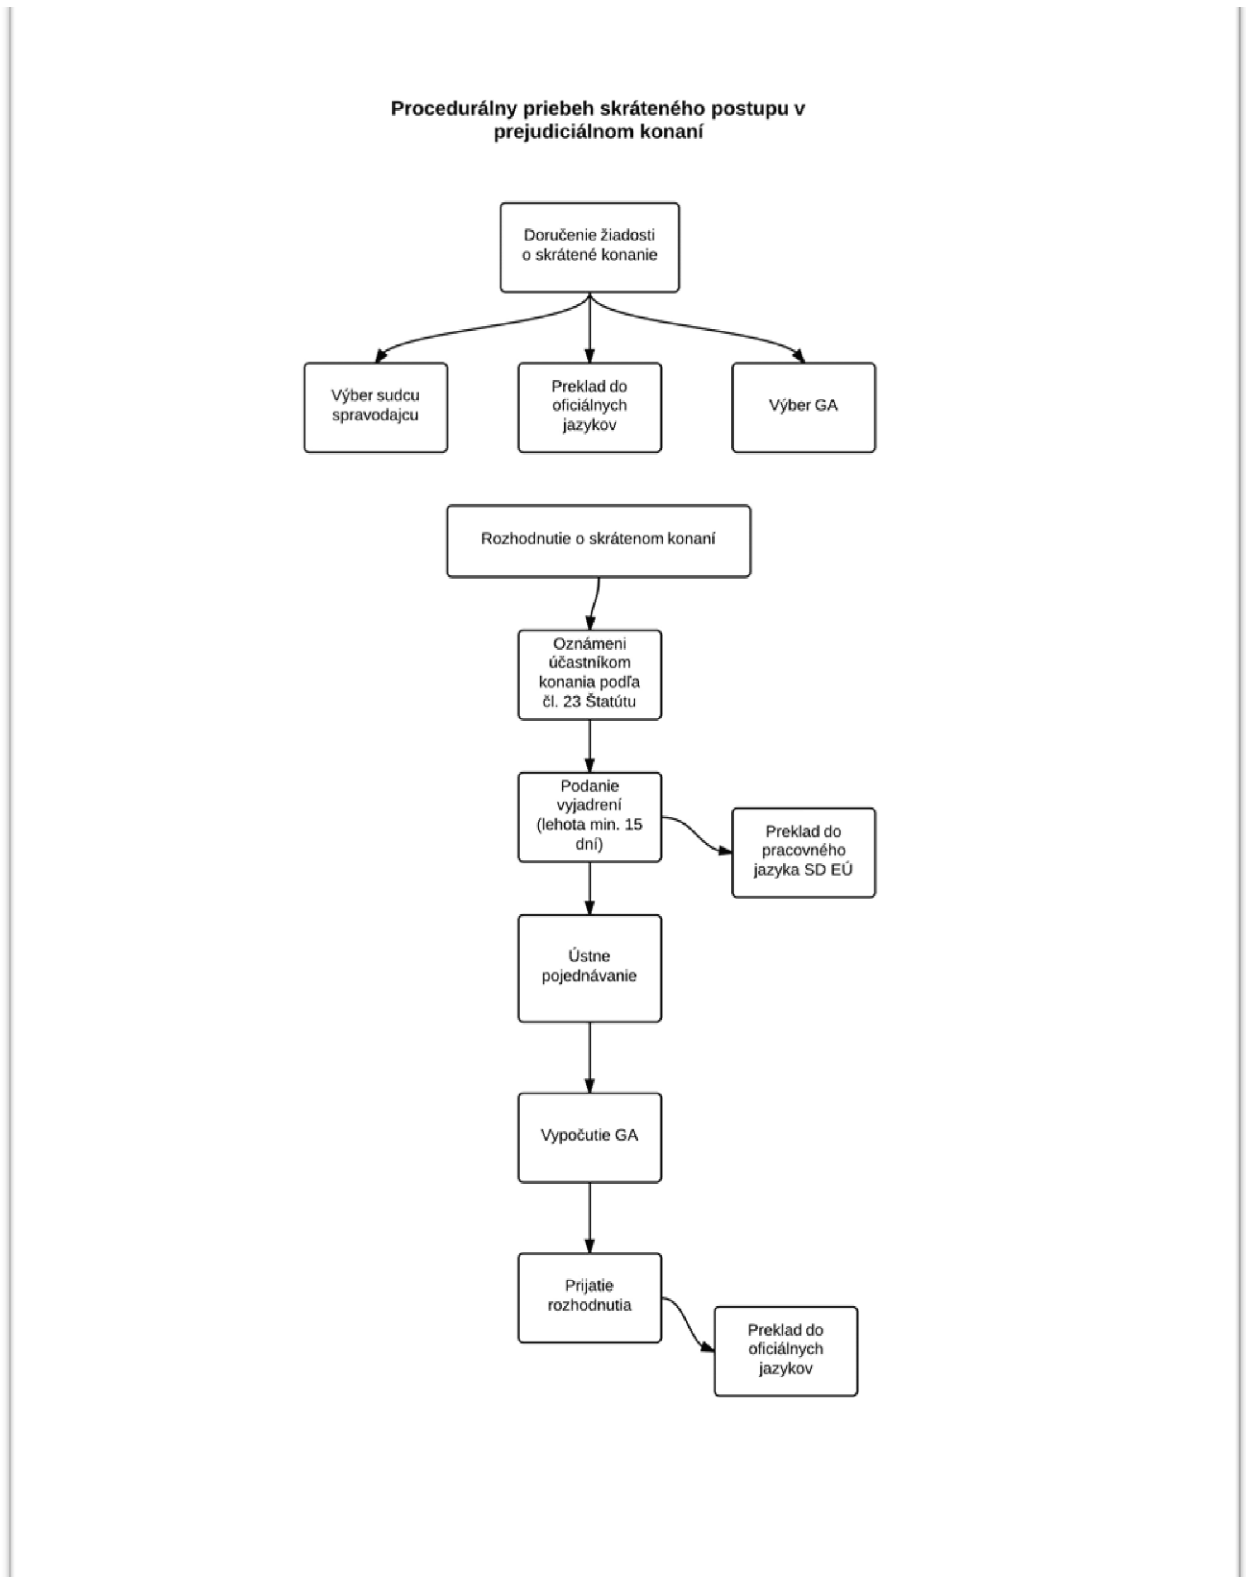 Procedurálny priebeh skráteného postupu v
prejudiciálnom konaní
Doručenie žiadosti
o skrátené konanie
Výber sudcu
spravodajcu
Preklad do
oficiálnych
jazykov
Výber GA
Rozhodnutie o skrátenom konaní
Oznámeni
účastníkom
konania podľa
čl. 23 Štatútu
Podanie
vyjadrení
(lehota min. 15
dní)
Preklad do
pracovného
jazyka SD EÚ
Ústne
pojednávanie
Vypočutie GA
Prijatie
rozhodnutia
Preklad do
oficiálnych
jazykov